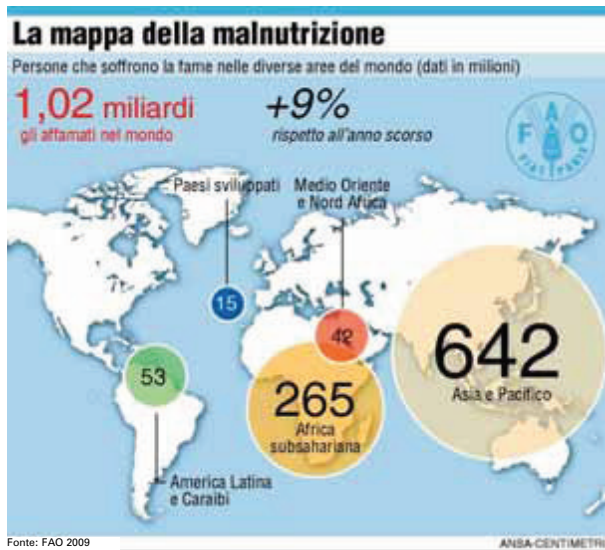 La mappa della malnutrizione
Persone che soffrono la fame nelle diverse aree del mondo (dati in milioni)
1,02 miliardi
gli affamati nel mondo
+9%
rispetto all'anno scorso
F A O
FIAT PANIS
Paesi sviluppati
Medio Oriente
e Nord Africa
15
42
53
265
Africa
subsahariana
642
Asia e Pacifico
America Latina
e Caraibi
Fonte: FAO 2009
ANSA-CENTIMETRI